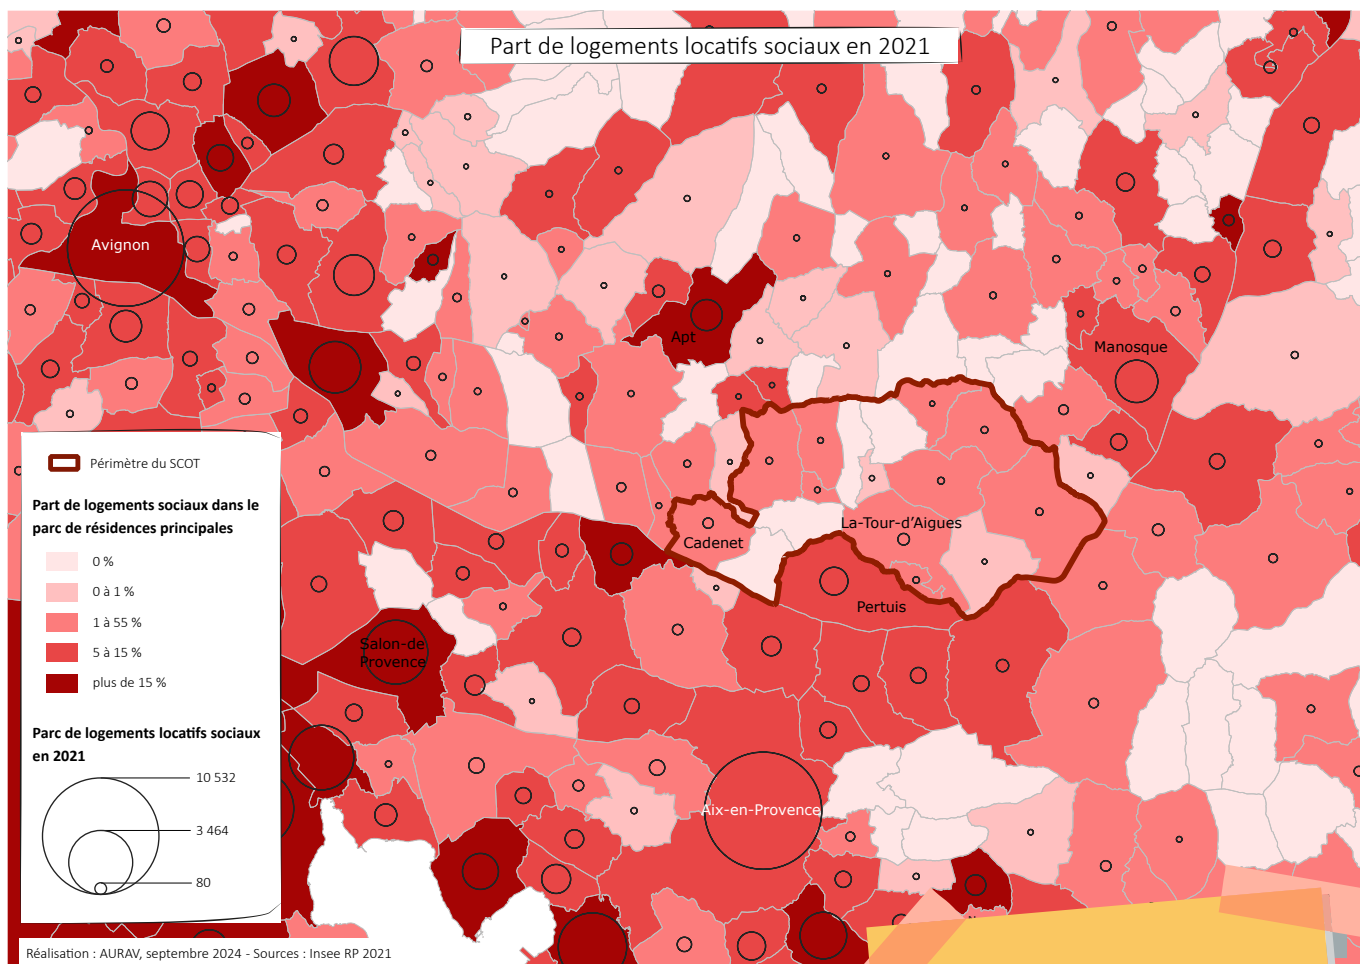 Part de logements locatifs sociaux en 2021
Avignon
Apt
Manosque
La-Tour-d'Aigues
Cadenet
Pertuis
Salon-de
Provence
Aix-en-Provence
Périmètre du SCOT
Part de logements sociaux dans le
parc de résidences principales
0 %
0 à 1 %
1 à 55 %
5 à 15 %
plus de 15 %
Parc de logements locatifs sociaux
en 2021
10 532
3 464
80
Réalisation : AURAV, septembre 2024 - Sources : Insee RP 2021